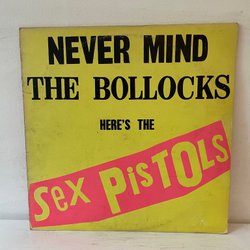 NEVER MIND
THE BOLLOCKS
HERE'S THE
Sex PisTOls